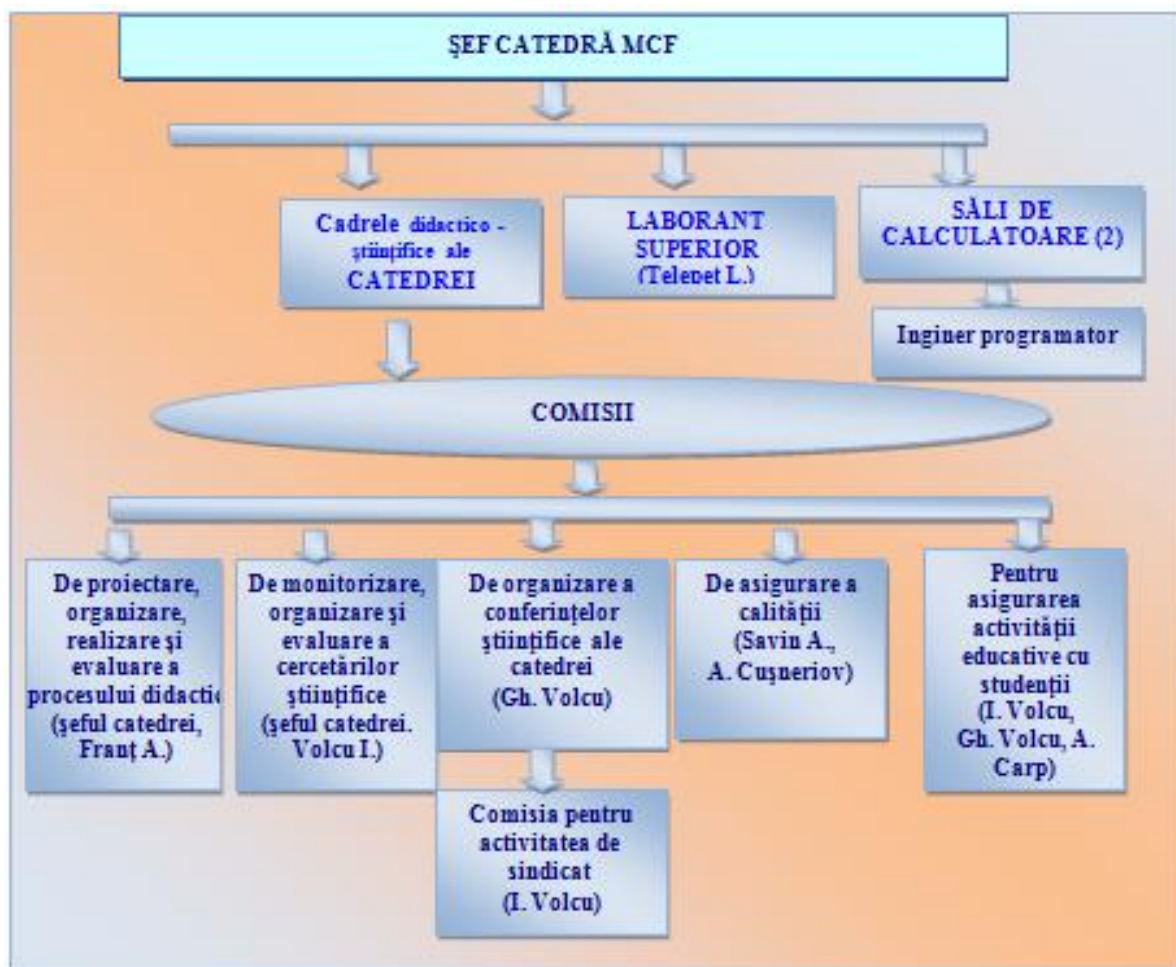 ŞEF CATEDRĂ MCF
Cadrele didactico -
ştiinţifice ale
CATEDREI
LABORANT
SUPERIOR
(Telepet L.)
SĂLI DE
CALCULATOARE (2)
Inginer programator
COMISII
De proiectare,
organizare,
realizare şi
evaluare a
procesului didactic
(şeful catedrei,
Franţ A.)
De monitorizare,
organizare şi
evaluare a
cercetărilor
ştiinţifice
(şeful catedrei.
Volcu I.)
De organizare a
conferinţelor
ştiinţifice ale
catedrei
(Gh. Volcu)
De asigurare a
calităţii
(Savin A.,
A. Cuşneriov)
Pentru
asigurarea
activităţii
educative cu
studenţii
(I. Volcu,
Gh. Volcu, A.
Carp)
Comisia pentru
activitatea de
sindicat
(I. Volcu)